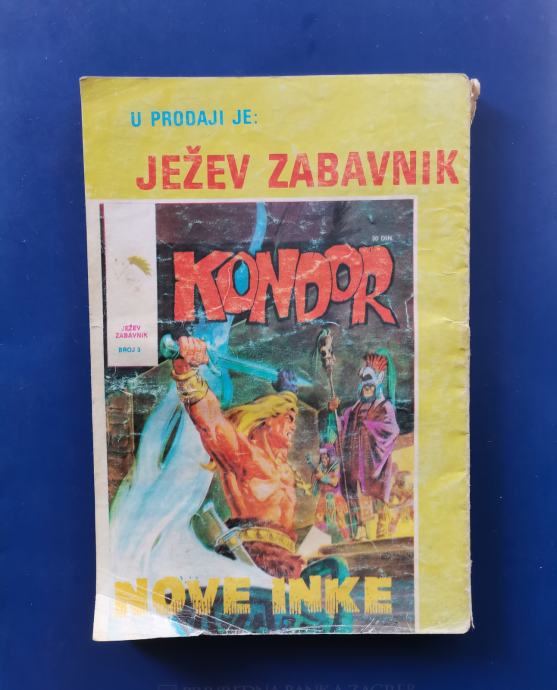 U PRODAJI JE:
JEŽEV ZABAVNIK
30 DIN.
KONDOR
JEŽEV
ZABAVNIK
BROJ 3
NOVE INKE